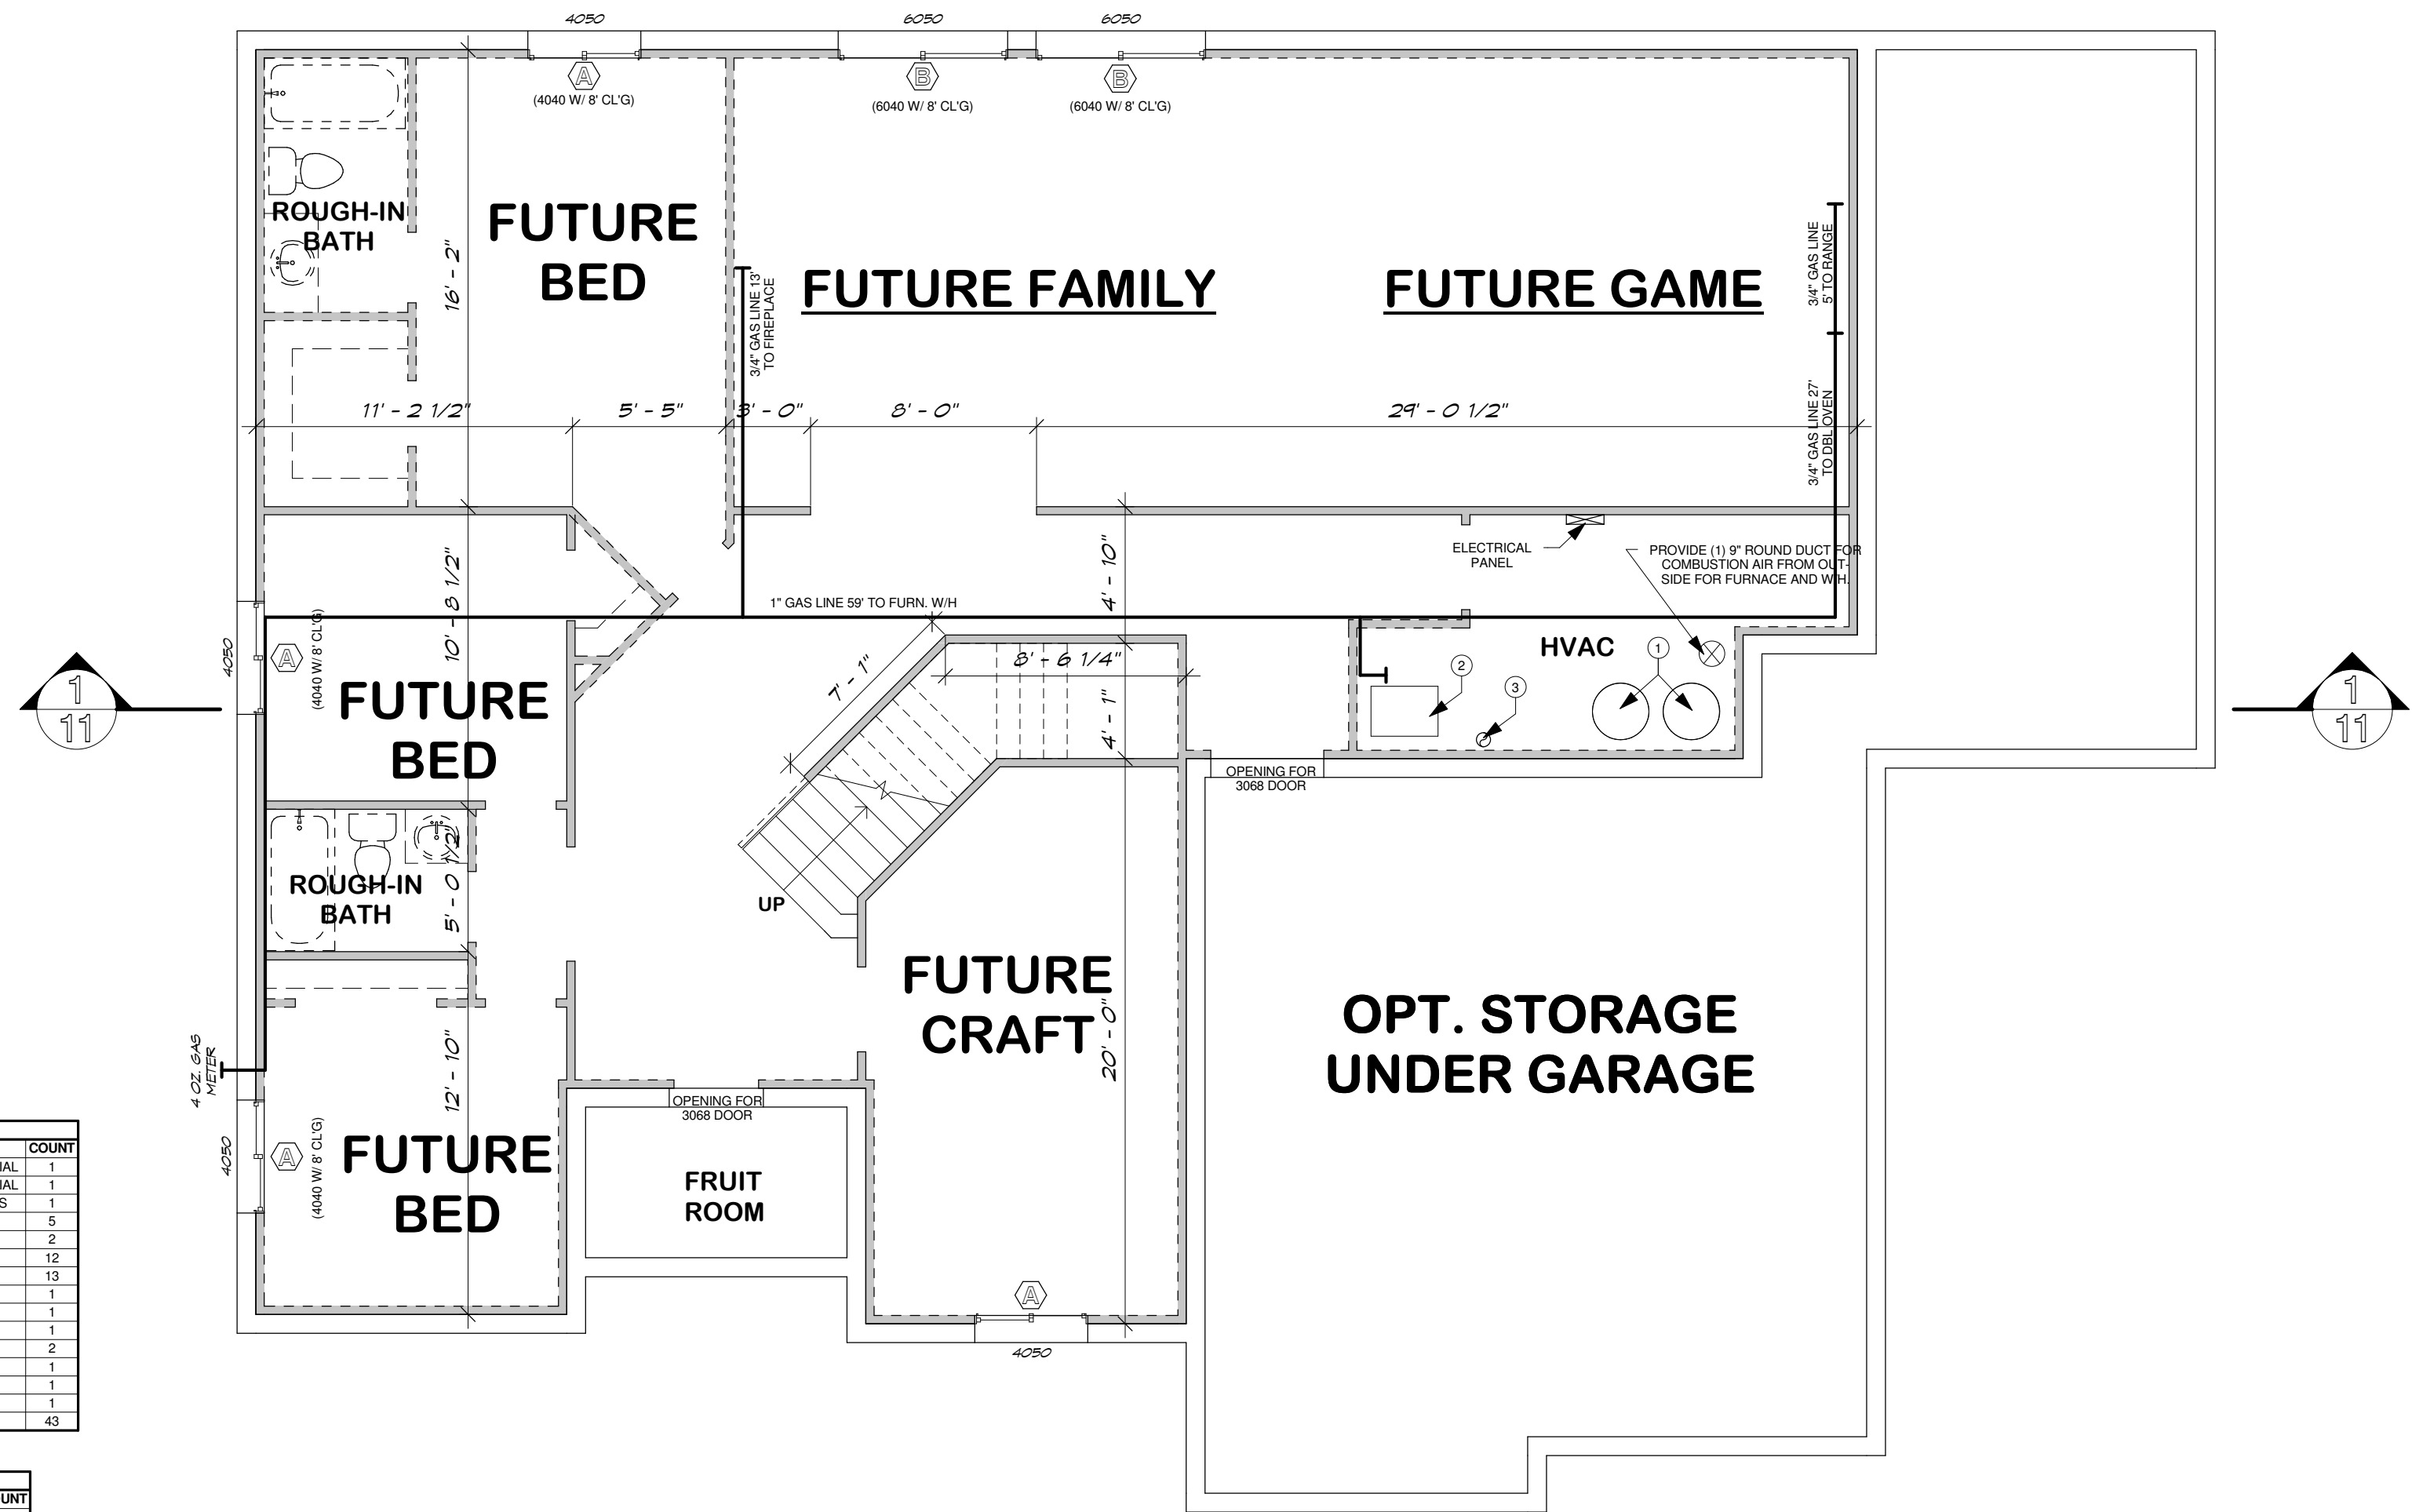 4050
6050
6050
A
B
B
(4040 W/ 8' CL'G)
(6040 W/ 8' CL'G)
(6040 W/ 8' CL'G)
ROUGH-IN
BATH
16' - 2"
FUTURE
BED
3/4" GAS LINE 13'
TO FIREPLACE
FUTURE FAMILY
FUTURE GAME
3/4" GAS LINE
5' TO RANGE
11' - 2 1/2"
5' - 5"
3' - 0"
8' - 0"
29' - 0 1/2"
3/4" GAS LINE 27'
TO DBL OVEN
ELECTRICAL
PANEL
PROVIDE (1) 9" ROUND DUCT FOR
COMBUSTION AIR FROM OUT-
SIDE FOR FURNACE AND W.H.
10' - 8 1/2"
4' - 10"
1" GAS LINE 59' TO FURN. W/H
4050
A
(4040 W/ 8' CL'G)
FUTURE
BED
7' - 1"
8' - 6 1/4"
4' - 1"
HVAC
1
2
3
1
11
1
11
OPENING FOR
3068 DOOR
ROUGH-IN
BATH
5' - 0 1/2"
UP
FUTURE
CRAFT
20' - 0"
OPT. STORAGE
UNDER GARAGE
4 OZ. GAS
METER
12' - 10"
OPENING FOR
3068 DOOR
4050
A
(4040 W/ 8' CL'G)
FUTURE
BED
FRUIT
ROOM
A
4050
COUNT
IAL 1
IAL 1
S 1
5
2
12
13
1
1
1
2
1
1
1
43
OUNT